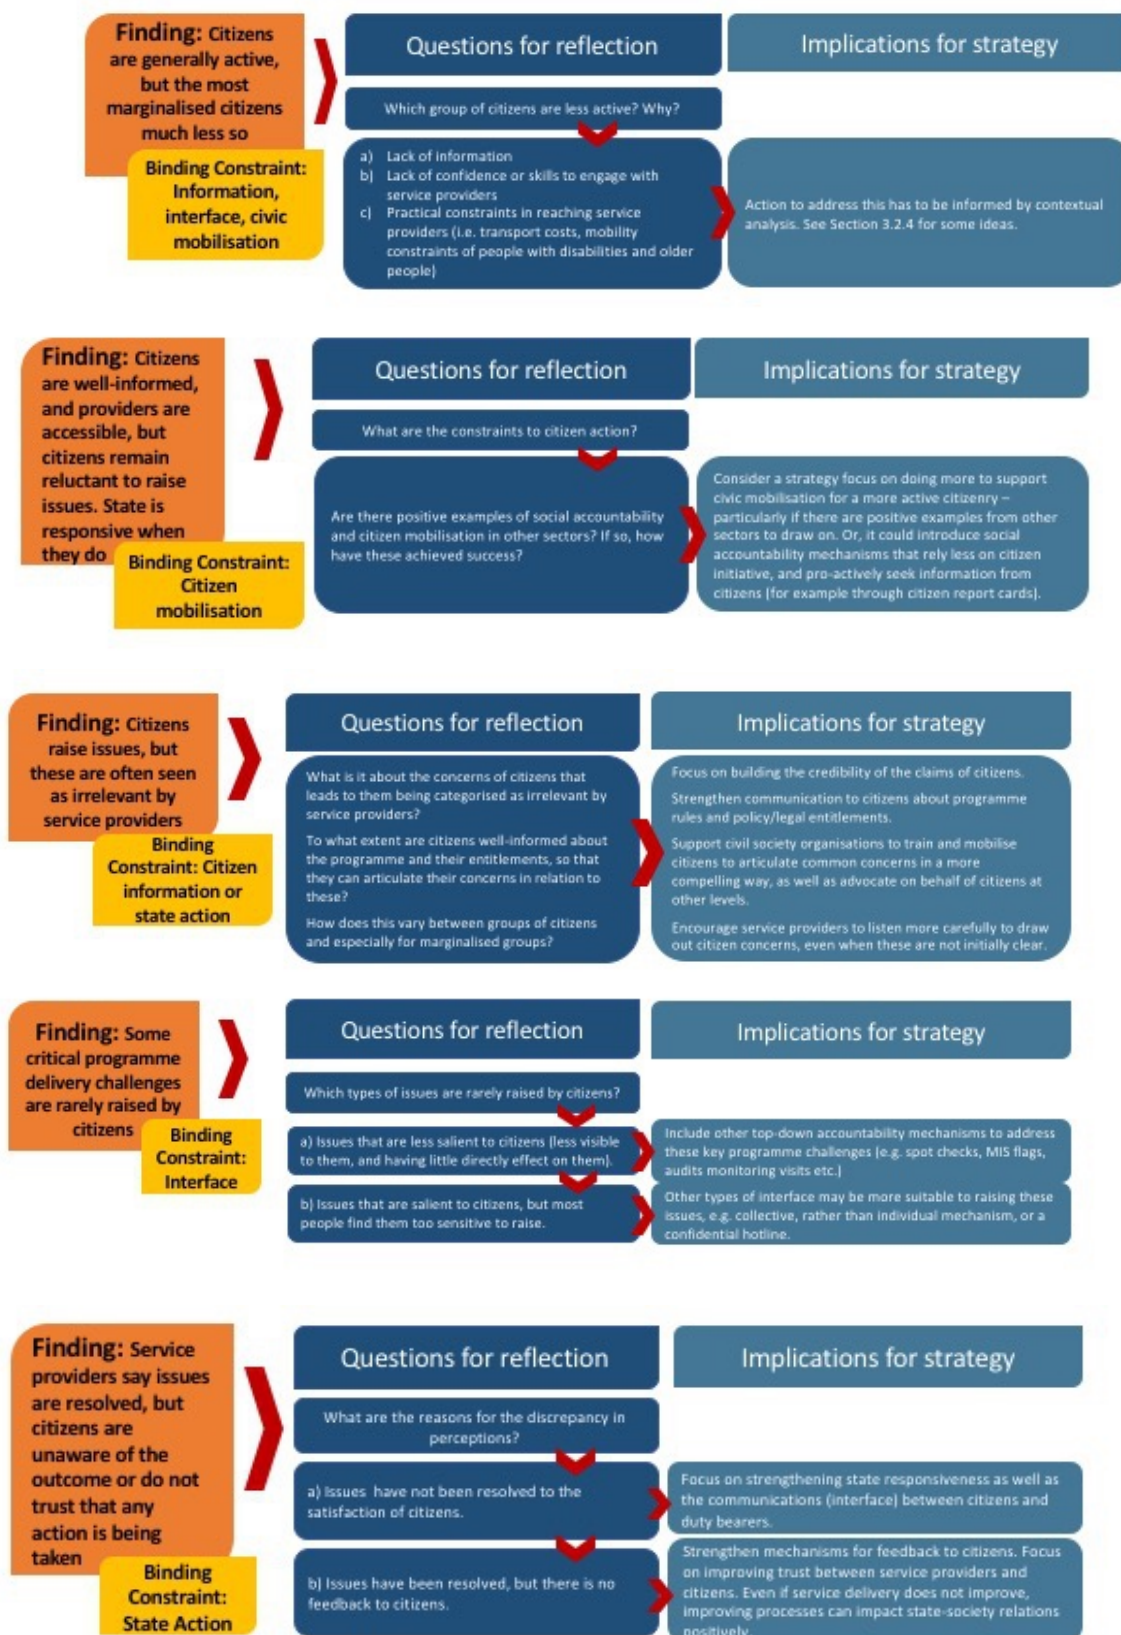 Finding: Citizens
are generally active,
but the most
marginalised citizens
much less so
Binding Constraint:
Information,
interface, civic
mobilisation
Questions for reflection
Which group of citizens are less active? Why?
a) Lack of information
b) Lack of confidence or skills to engage with
service providers
c) Practical constraints in reaching service
providers (i.e. transport costs, mobility
constraints of people with disabilities and older
people)
Implications for strategy
Action to address this has to be informed by contextual
analysis. See Section 3.2.4 for some ideas.
Finding: Citizens
are well-informed,
and providers are
accessible, but
citizens remain
reluctant to raise
issues. State is
responsive when
they do
Binding Constraint:
Citizen
mobilisation
Questions for reflection
What are the constraints to citizen action?
Are there positive examples of social accountability
and citizen mobilisation in other sectors? If so, how
have these achieved success?
Implications for strategy
Consider a strategy focus on doing more to support
civic mobilisation for a more active citizenry –
particularly if there are positive examples from other
sectors to draw on. Or, it could introduce social
accountability mechanisms that rely less on citizen
initiative, and pro-actively seek information from
citizens (for example through citizen report cards).
Finding: Citizens
raise issues, but
these are often seen
as irrelevant by
service providers
Binding
Constraint: Citizen
information or
state action
Questions for reflection
What is it about the concerns of citizens that
leads to them being categorised as irrelevant by
service providers?
To what extent are citizens well-informed about
the programme and their entitlements, so that
they can articulate their concerns in relation to
these?
How does this vary between groups of citizens
and especially for marginalised groups?
Implications for strategy
Focus on building the credibility of the claims of citizens.
Strengthen communication to citizens about programme
rules and policy/legal entitlements.
Support civil society organisations to train and mobilise
citizens to articulate common concerns in a more
compelling way, as well as advocate on behalf of citizens at
other levels.
Encourage service providers to listen more carefully to draw
out citizen concerns, even when these are not initially clear.
Finding: Some
critical programme
delivery challenges
are rarely raised by
citizens
Binding
Constraint:
Interface
Questions for reflection
Which types of issues are rarely raised by citizens?
a) Issues that are less salient to citizens (less visible
to them, and having little directly effect on them).
b) Issues that are salient to citizens, but most
people find them too sensitive to raise.
Implications for strategy
Include other top-down accountability mechanisms to address
these key programme challenges (e.g. spot checks, MIS flags,
audits monitoring visits etc.)
Other types of interface may be more suitable to raising these
issues, e.g. collective, rather than individual mechanism, or a
confidential hotline.
Finding: Service
providers say issues
are resolved, but
citizens are
unaware of the
outcome or do not
trust that any
action is being
taken
Binding
Constraint:
State Action
Questions for reflection
What are the reasons for the discrepancy in
perceptions?
a) Issues have not been resolved to the
satisfaction of citizens.
b) Issues have been resolved, but there is no
feedback to citizens.
Implications for strategy
Focus on strengthening state responsiveness as well as
the communications (interface) between citizens and
duty bearers.
Strengthen mechanisms for feedback to citizens. Focus
on improving trust between service providers and
citizens. Even if service delivery does not improve,
improving processes can impact state-society relations
positively.